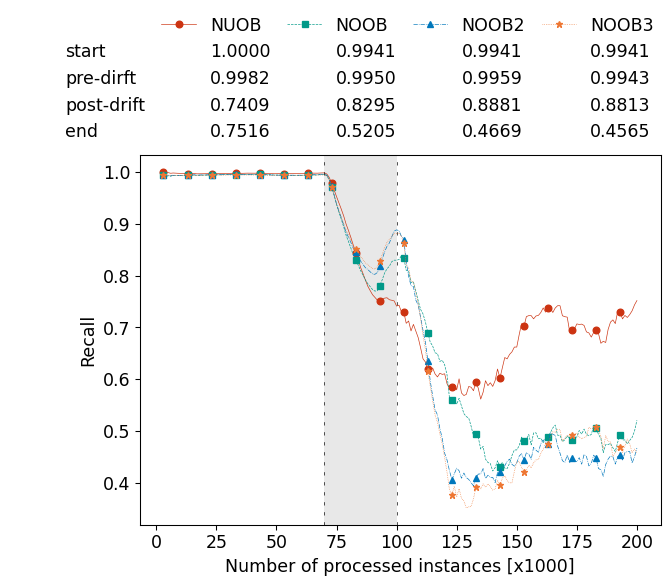 NUOB NOOB NOOB2 NOOB3
start 1.0000 0.9941 0.9941 0.9941
pre-dirft 0.9982 0.9950 0.9959 0.9943
post-drift 0.7409 0.8295 0.8881 0.8813
end 0.7516 0.5205 0.4669 0.4565
1.0
0.9
0.8
0.7
0.6
0.5
0.4
Recall
0 25 50 75 100 125 150 175 200
Number of processed instances [x1000]